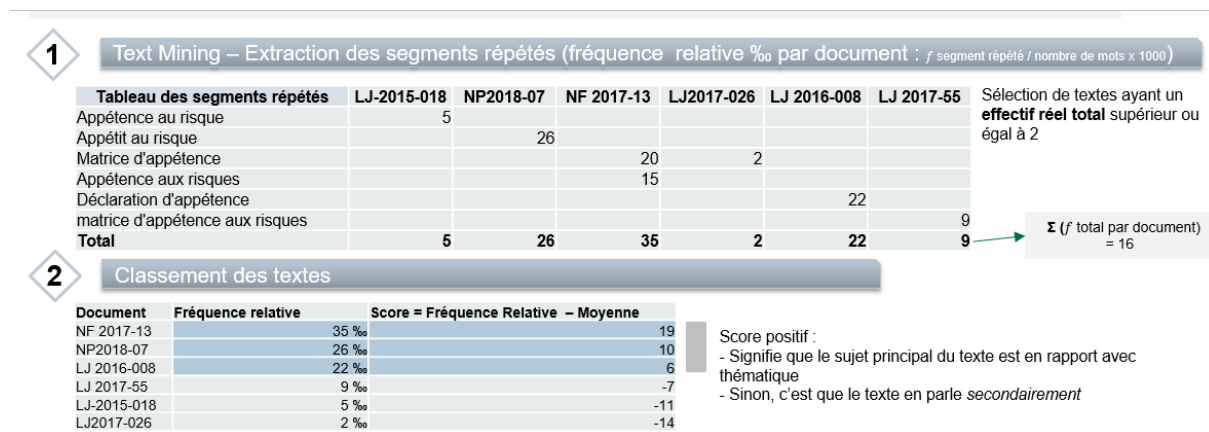 1
Text Mining – Extraction des segments répétés (fréquence relative ‰ par document : f segment répété / nombre de mots x 1000)
Tableau des segments répétés LJ-2015-018 NP2018-07 NF 2017-13 LJ2017-026 LJ 2016-008 LJ 2017-55
Appétence au risque 5
Appétit au risque 26
Matrice d'appétence 20 2
Appétence aux risques 15
Déclaration d'appétence 22
matrice d'appétence aux risques 9
Total 5 26 35 2 22 9
Sélection de textes ayant un
effectif réel total supérieur ou
égal à 2
Σ (f total par document)
= 16
2
Classement des textes
Document Fréquence relative Score = Fréquence Relative – Moyenne
NF 2017-13 35 ‰ 19
NP2018-07 26 ‰ 10
LJ 2016-008 22 ‰ 6
LJ 2017-55 9 ‰ -7
LJ-2015-018 5 ‰ -11
LJ2017-026 2 ‰ -14
Score positif :
- Signifie que le sujet principal du texte est en rapport avec
thématique
- Sinon, c'est que le texte en parle secondairement